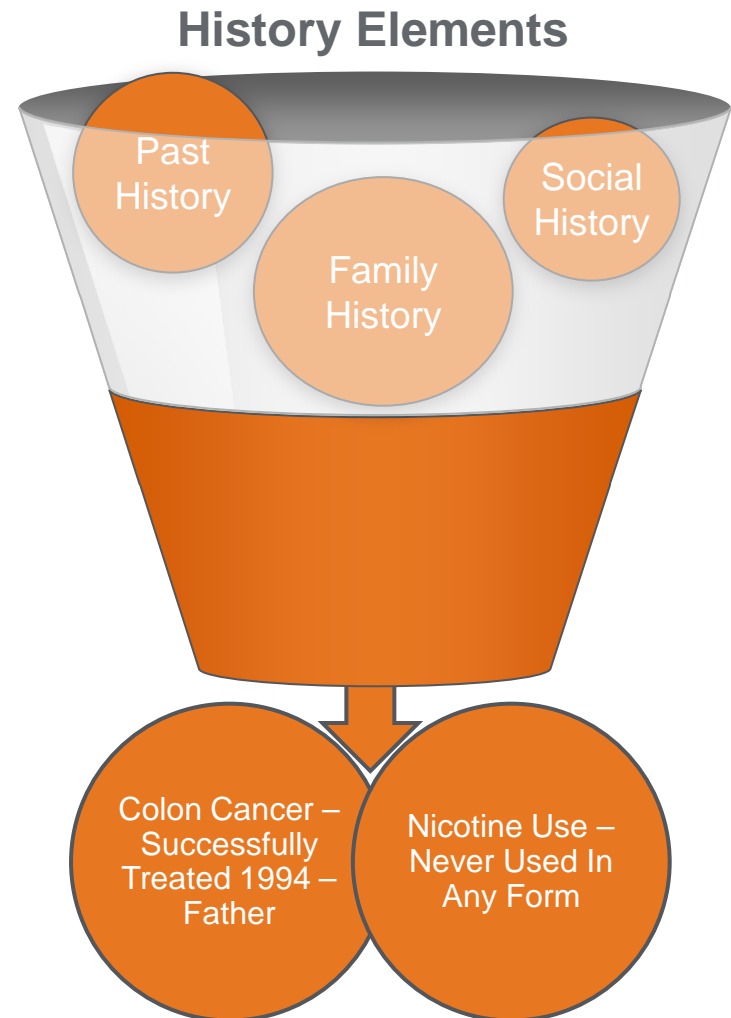 History Elements
Past
History
Social
History
Family
History
Colon Cancer –
Successfully
Treated 1994 –
Father
Nicotine Use –
Never Used In
Any Form